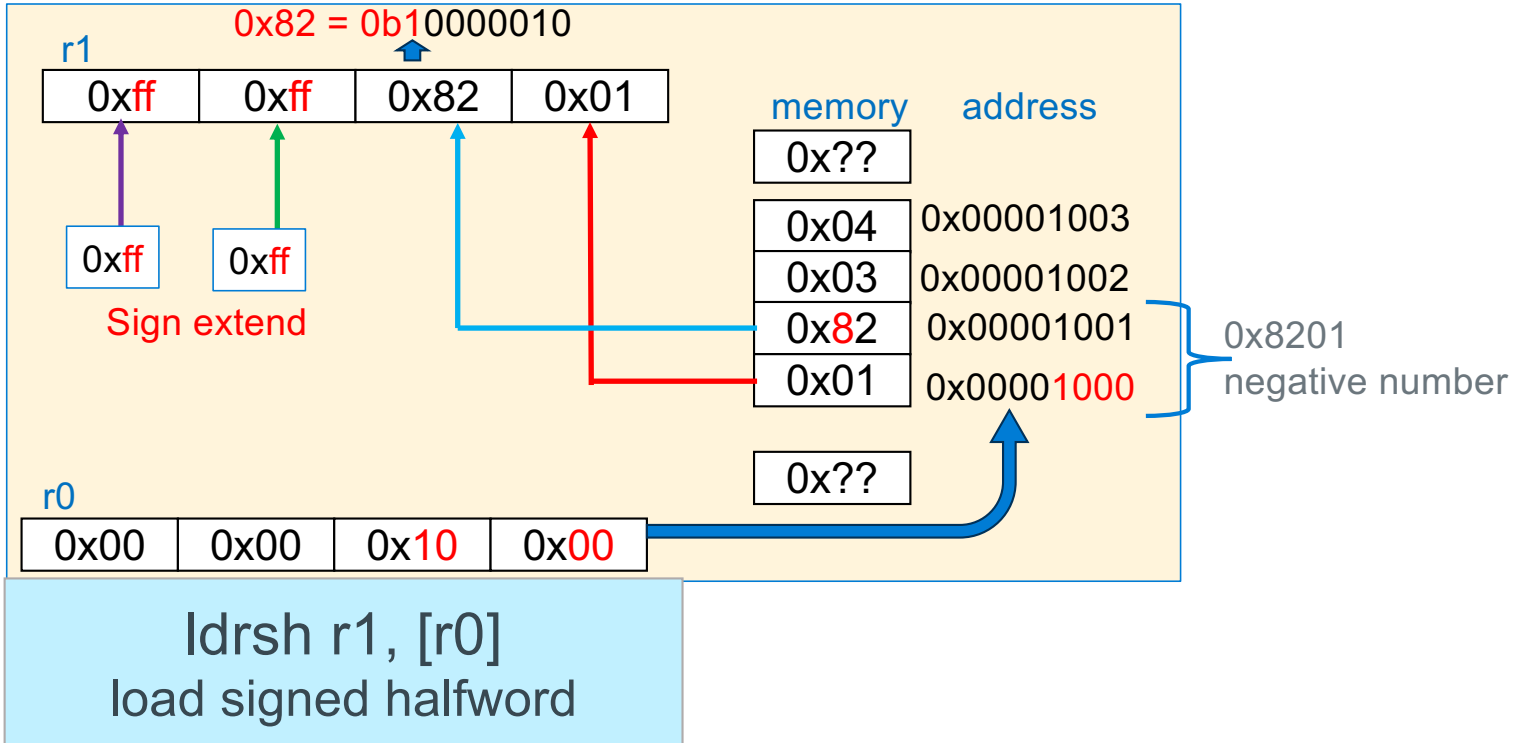 0x82 = 0b10000010
r1
0xff 0xff 0x82 0x01
memory address
0x??
0x04 0x00001003
0xff 0xff
0x03 0x00001002
Sign extend
0x82 0x00001001
0x01 0x00001000
0x8201
negative number
0x??
r0
0x00 0x00 0x10 0x00
ldrsh r1, [r0]
load signed halfword